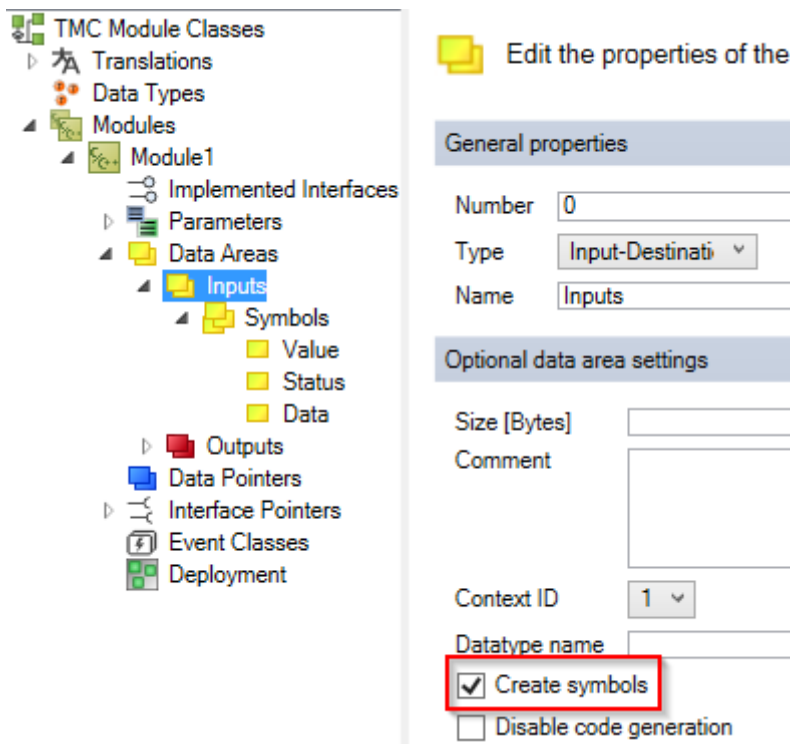 TMC Module Classes
Translations
Data Types
Modules
Module1
Implemented Interfaces
Parameters
Data Areas
Inputs
Symbols
Value
Status
Data
Outputs
Data Pointers
Interface Pointers
Event Classes
Deployment
Edit the properties of the
General properties
Number 0
Type Input-Destinati
Name Inputs
Optional data area settings
Size [Bytes]
Comment
Context ID 1
Datatype name
Create symbols
Disable code generation